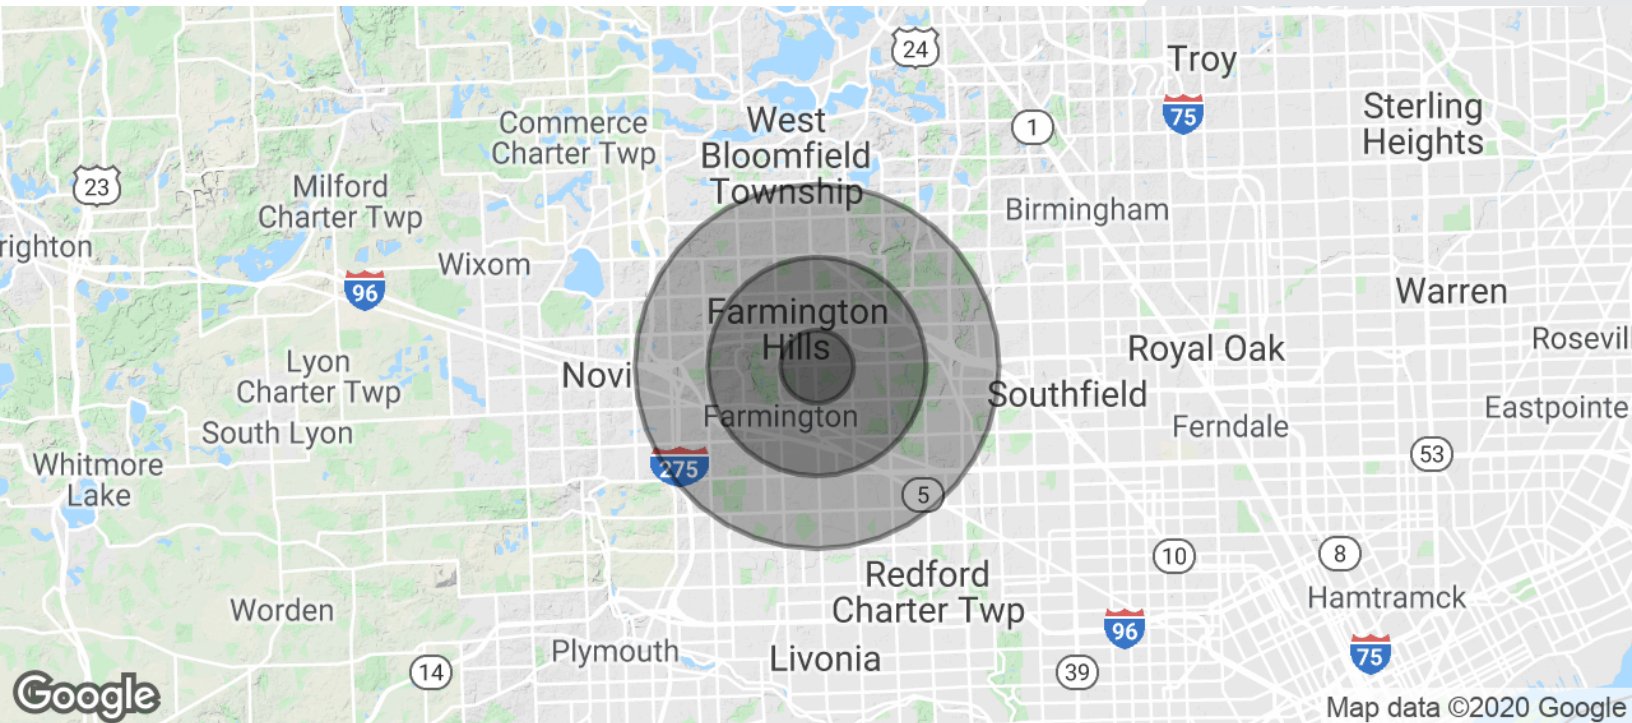 24
Troy
75
Sterling
Heights
1
West
Bloomfield
Township
Commerce
Charter Twp
23
Milford
Charter Twp
Birmingham
righton
Wixom
96
Warren
Farmington
Hills
Rosevill
Royal Oak
Lyon
Charter Twp
Novi
Southfield
Eastpointe
Farmington
Ferndale
South Lyon
53
Whitmore
Lake
275
5
10
8
Redford
Charter Twp
Hamtramck
Worden
96
Plymouth
Livonia
75
14
39
Google
Map data ©2020 Google